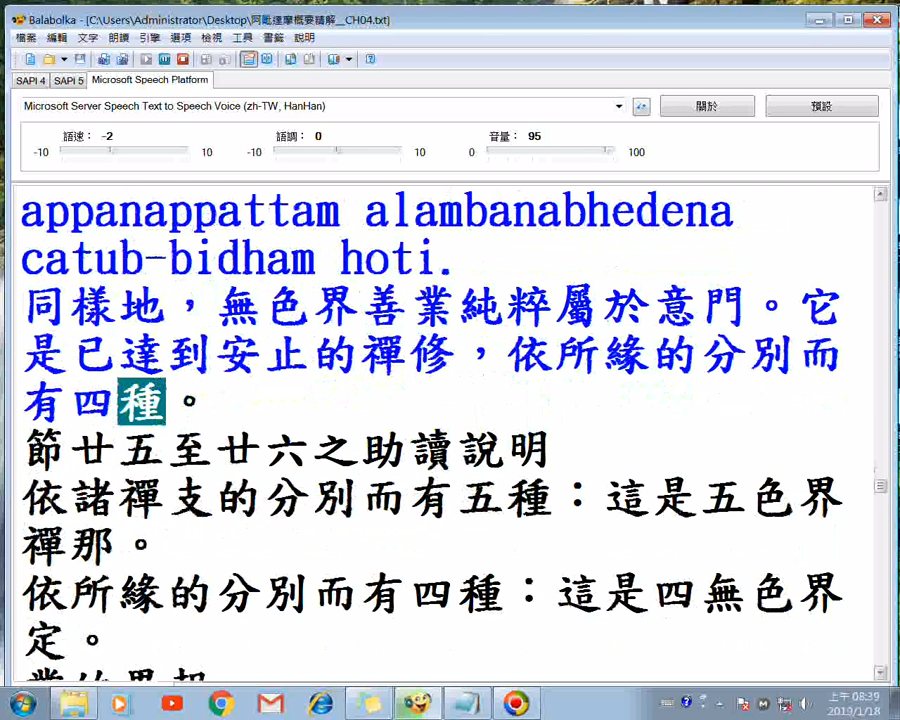 Balabolka - [C:\Users\Administrator\Desktop\阿毗達摩概要精解__CH04.txt]
檔案 編輯 文字 朗讀 引擎 選項 檢視 工具 書籤 說明
SAPI 4 SAPI 5 Microsoft Speech Platform
Microsoft Server Speech Text to Speech Voice (zh-TW, HanHan) 關於 預設
語速: -2 語調: 0 音量: 95
-10 10 -10 10 0 100
appanappattam alambanabhedena
catub-bidham hoti.
同樣地，無色界善業純粹屬於意門。它
是已達到安止的禪修，依所緣的分別而
有四種。
節廿五至廿六之助讀說明
依諸禪支的分別而有五種：這是五色界
禪那。
依所緣的分別而有四種：這是四無色界
定。
上午 08:39
2019/1/18